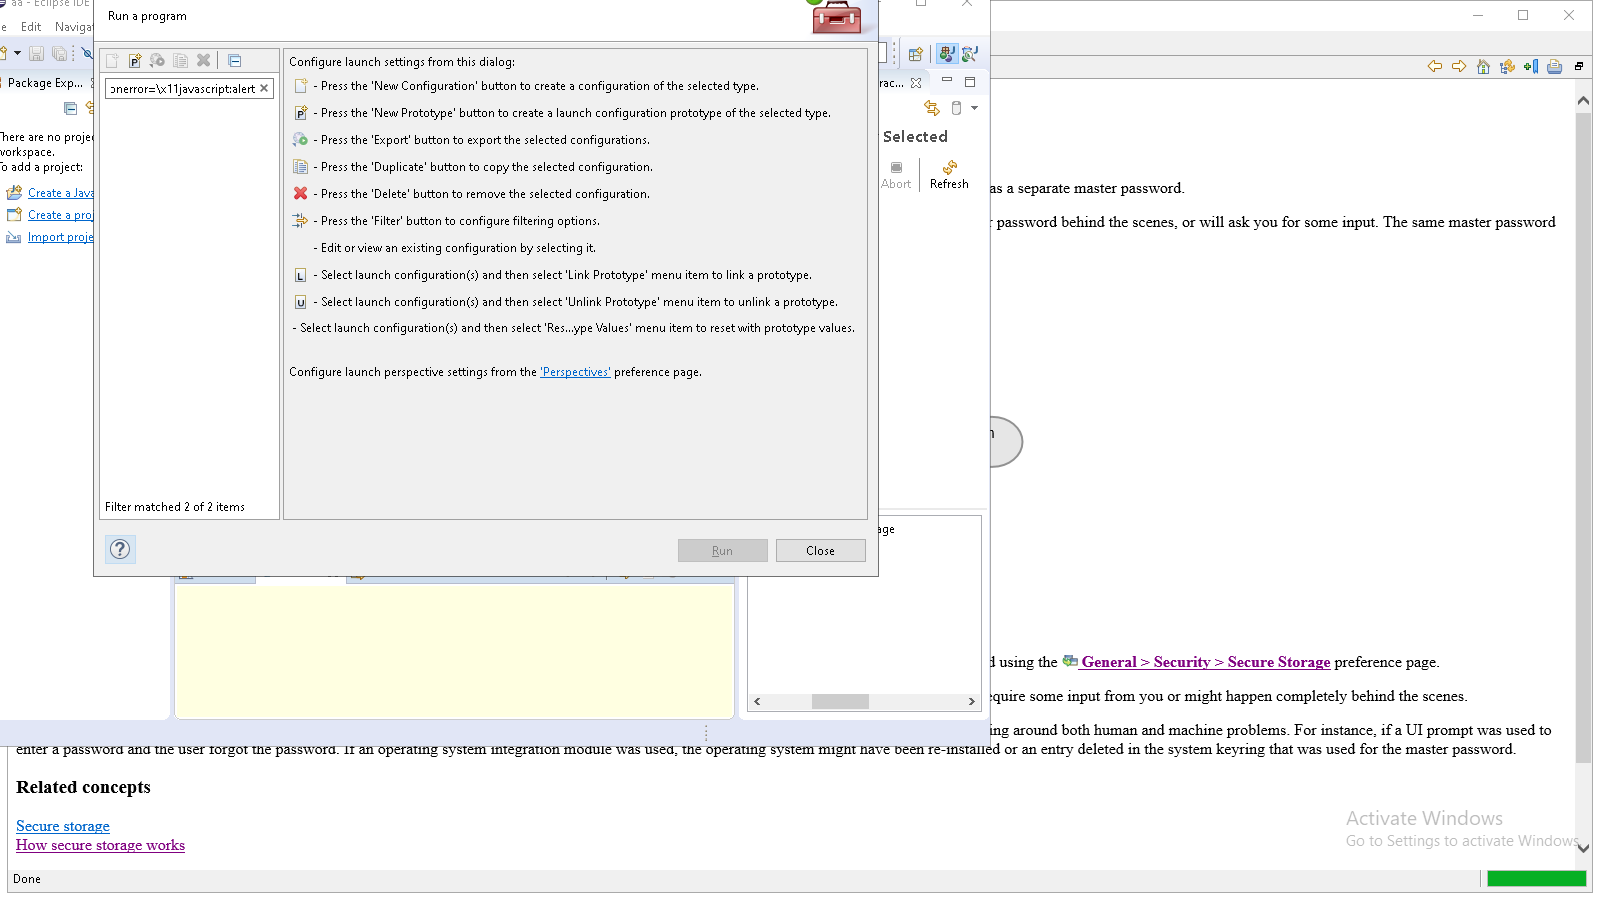 aa - Eclipse IDE
Edit Naviga
Run a program
Package Exp...
onerror=\x11javascript:alert
There are no
workspace.
To add a project:
Create a Java
Create a
Import
Filter matched 2 of 2 items
Configure launch settings from this dialog:
- Press the 'New Configuration' button to create a configuration of the selected type.
- Press the 'New Prototype' button to create a launch configuration prototype of the selected type.
- Press the 'Export' button to export the selected configurations.
- Press the 'Duplicate' button to copy the selected configuration.
- Press the 'Delete' button to remove the selected configuration.
- Press the 'Filter' button to configure filtering options.
- Edit or view an existing configuration by selecting it.
L - Select launch configuration(s) and then select 'Link Prototype' menu item to link a prototype.
U - Select launch configuration(s) and then select 'Unlink Prototype' menu item to unlink a prototype.
- Select launch configuration(s) and then select 'Res...ype Values' menu item to reset with prototype values.
Configure launch perspective settings from the 'Perspectives' preference page.
Run
Close
rac...
Selected
Abort
Refresh
age
as a separate master password.
password behind the scenes, or will ask you for some input. The same master password
n
d using the General > Security > Secure Storage preference page.
equire some input from you or might happen completely behind the scenes.
ing around both human and machine problems. For instance, if a UI prompt was used to
enter a password and the user forgot the password. If an operating system integration module was used, the operating system might have been re-installed or an entry deleted in the system keyring that was used for the master password.
Related concepts
Secure storage
How secure storage works
Activate Windows
Go to Settings to activate Windows.
Done